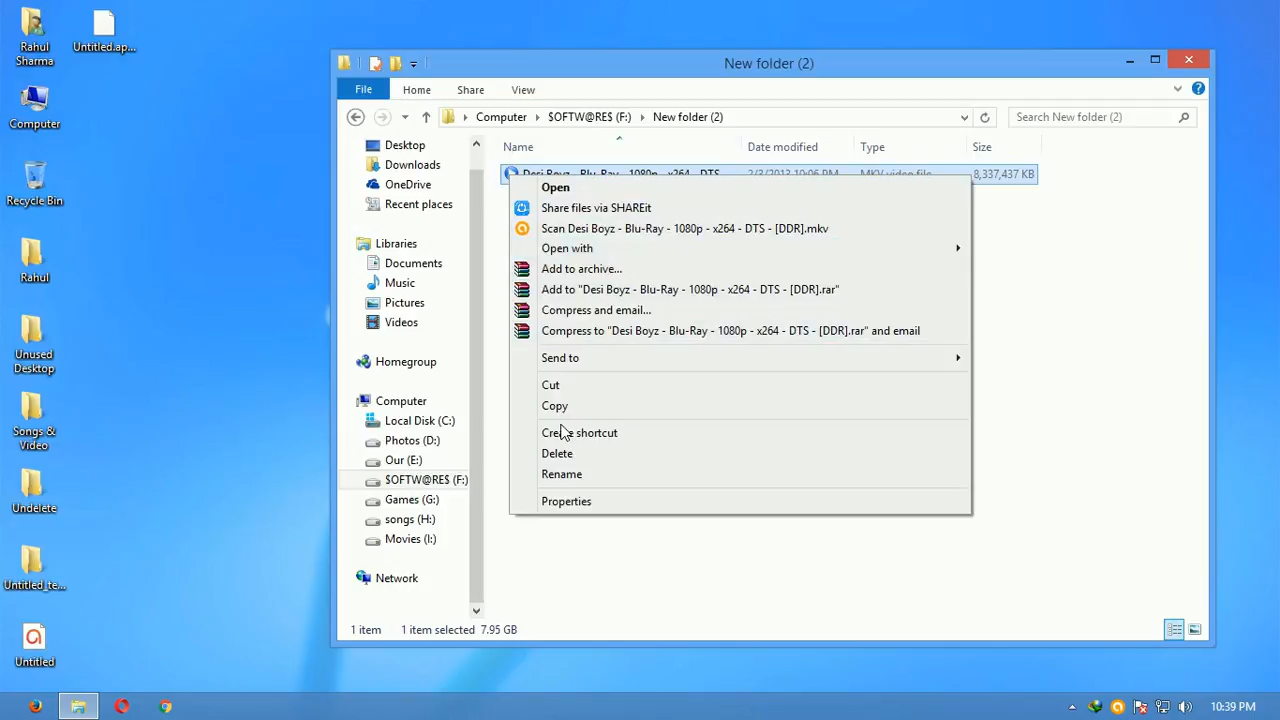 Rahul
Sharma
Untitled.ap...
Computer
Recycle Bin
Rahul
Unused
Desktop
Songs &
Video
Undelete
Untitled_te...
Untitled
New folder (2)
File Home Share View
Computer $OFTW@RE$ (F:) New folder (2)
Search New folder (2)
Name Date modified Type Size
Desi Boyz - Blu-Ray - 1080p - x264 - DTS 2/3/2013 10:06 PM MKV video file 8,337,437 KB
Desktop
Downloads
OneDrive
Recent places
Libraries
Documents
Music
Pictures
Videos
Homegroup
Computer
Local Disk (C:)
Photos (D:)
Our (E:)
$OFTW@RE$ (F:)
Games (G:)
songs (H:)
Movies (I:)
Network
Open
Share files via SHAREit
Scan Desi Boyz - Blu-Ray - 1080p - x264 - DTS - [DDR].mkv
Open with
Add to archive...
Add to "Desi Boyz - Blu-Ray - 1080p - x264 - DTS - [DDR].rar"
Compress and email...
Compress to "Desi Boyz - Blu-Ray - 1080p - x264 - DTS - [DDR].rar" and email
Send to
Cut
Copy
Create shortcut
Delete
Rename
Properties
1 item 1 item selected 7.95 GB
10:39 PM